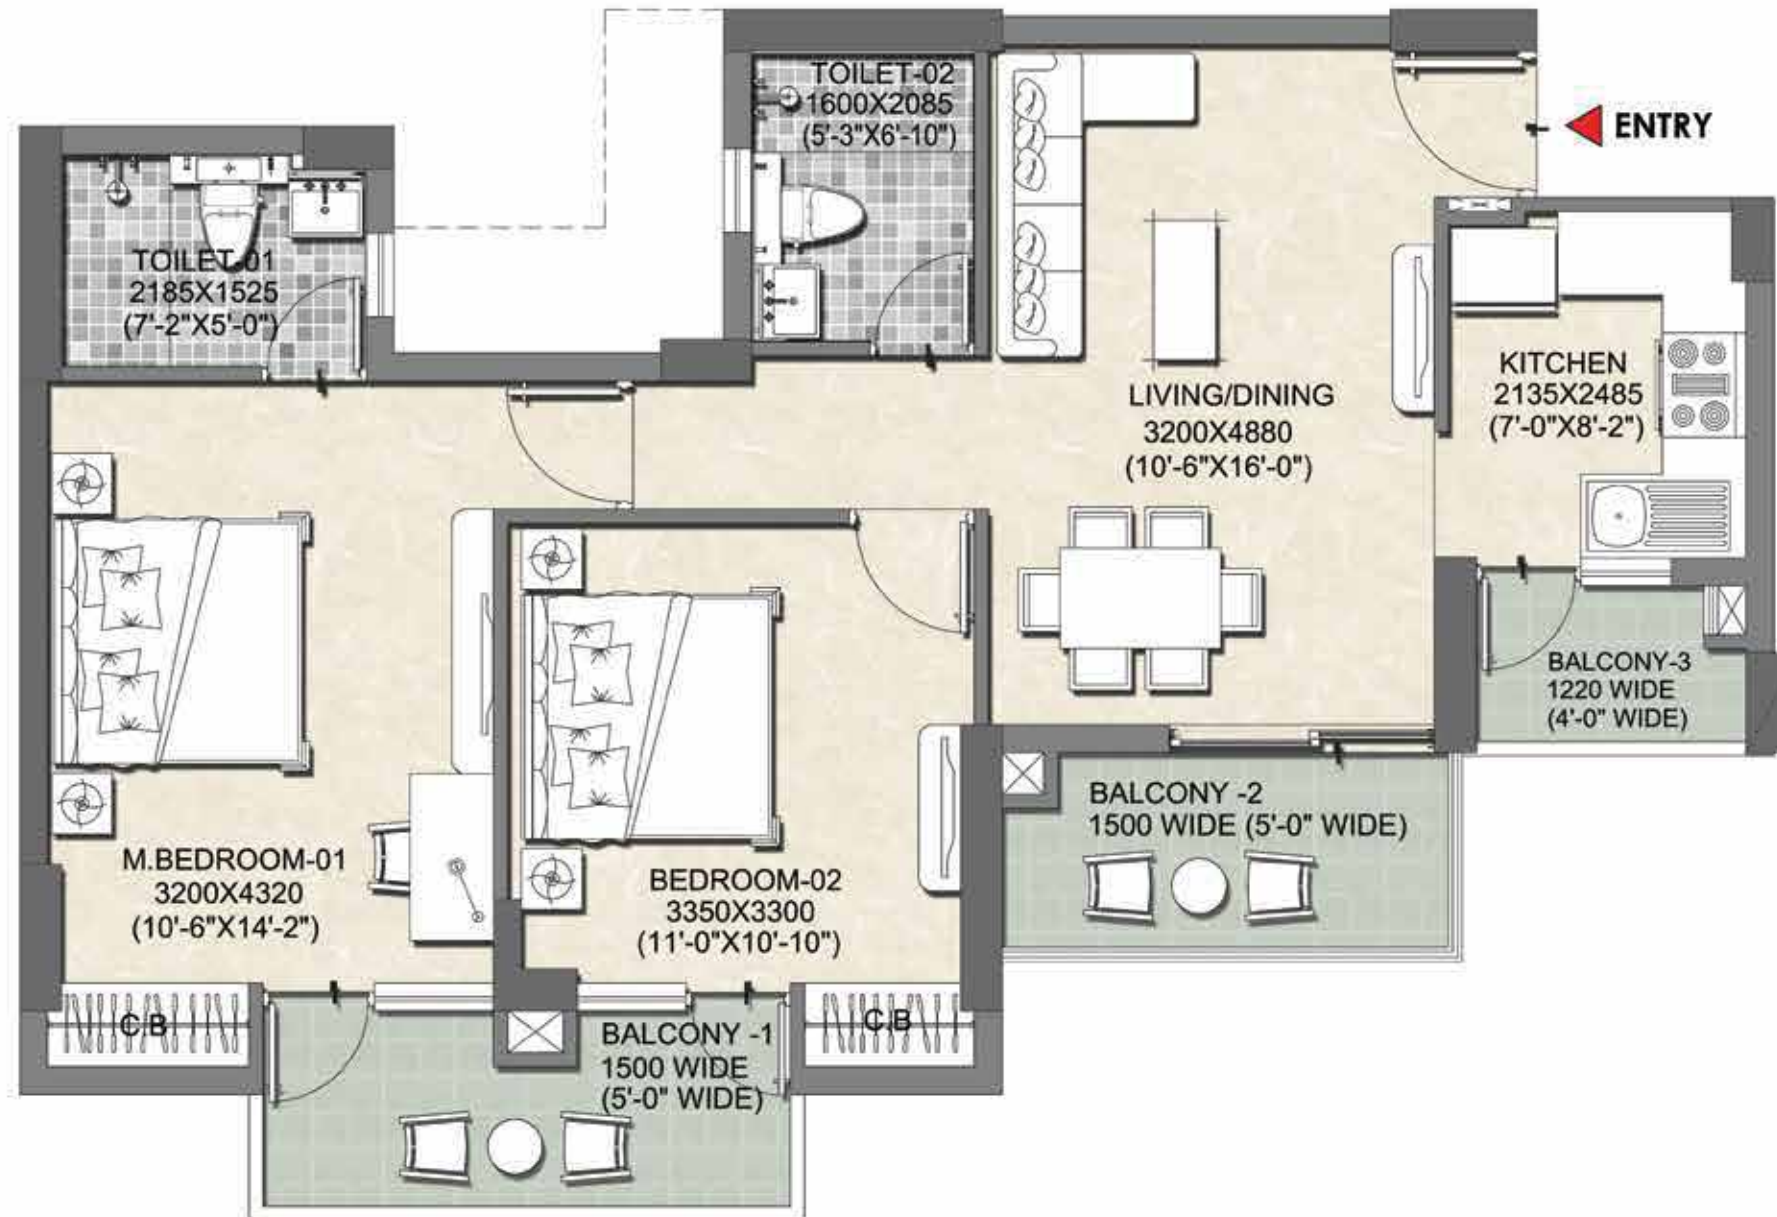 TOILET-02
1600X2085
(5'-3"X6'-10")
ENTRY
TOILET-01
2185X1525
(7'-2"X5'-0")
LIVING/DINING
3200X4880
(10'-6"X16'-0")
KITCHEN
2135X2485
(7'-0"X8'-2")
BALCONY-3
1220 WIDE
(4'-0" WIDE)
BALCONY -2
1500 WIDE (5'-0" WIDE)
M.BEDROOM-01
3200X4320
(10'-6"X14'-2")
BEDROOM-02
3350X3300
(11'-0"X10'-10")
C.B
BALCONY -1
1500 WIDE
(5'-0" WIDE)
C.B